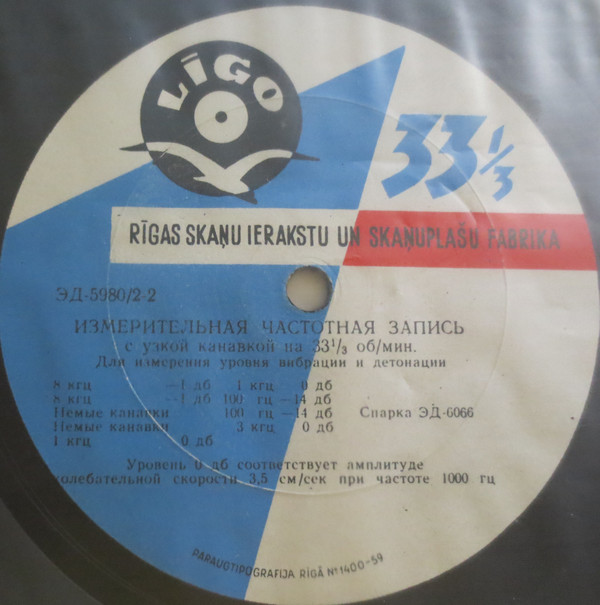 LĪGO
33 1/3
RĪGAS SKAŅU IERAKSTU UN SKAŅUPLAŠU FABRIKA
ЭД-5980/2-2
ИЗМЕРИТЕЛЬНАЯ ЧАСТОТНАЯ ЗАПИСЬ
с узкой канавкой на 33¹/₃ об/мин.
Для измерения уровня вибрации и детонации
8 кгц —1 дб 1 кгц 0 дб
8 кгц —1 дб 100 гц —14 дб
Немые канавки 100 гц —14 дб Спарка ЭД-6066
Немые канавки 3 кгц 0 дб
1 кгц 0 дб
Уровень 0 дб соответствует амплитуде
колебательной скорости 3,5 см/сек при частоте 1000 гц
PARAUGTIPOGRAFIJA RĪGĀ № 1400-59